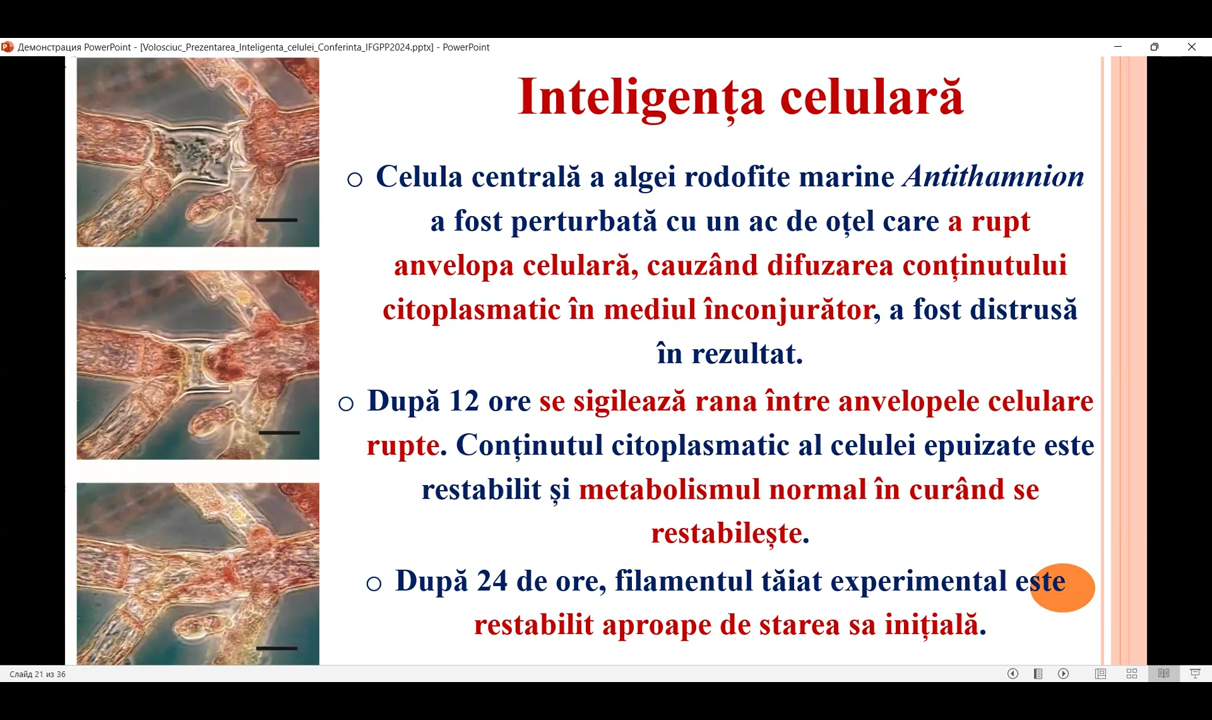 Демонстрация PowerPoint - [Volosciuc_Prezentarea_Inteligenta_celulei_Conferinta_IFGPP2024.pptx] - PowerPoint
Inteligența celulară
Celula centrală a algei rodofite marine Antithamnion
a fost perturbată cu un ac de oțel care a rupt
anvelopa celulară, cauzând difuzarea conținutului
citoplasmatic în mediul înconjurător, a fost distrusă
în rezultat.
După 12 ore se sigilează rana între anvelopele celulare
rupte. Conținutul citoplasmatic al celulei epuizate este
restabilit și metabolismul normal în curând se
restabilește.
După 24 de ore, filamentul tăiat experimental este
restabilit aproape de starea sa inițială.
Слайд 21 из 36